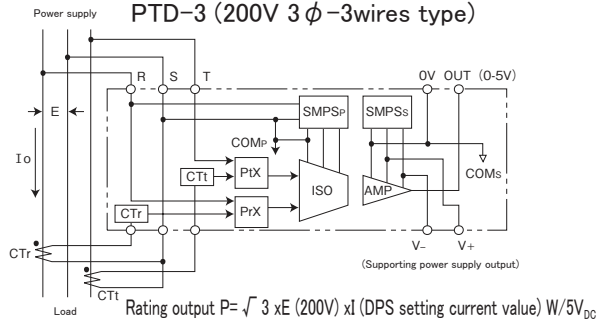 PTD-3 (200V 3ϕ-3wires type)
Power supply
R S T
0V OUT (0-5V)
E
SMPSP
SMPSS
Io
COMP
COMS
CTt
PtX
ISO
AMP
CTr
PrX
CTr
V- V+
(Supporting power supply output)
CTt
Load
Rating output P=√ 3 xE (200V) xI (DPS setting current value) W/5VDC